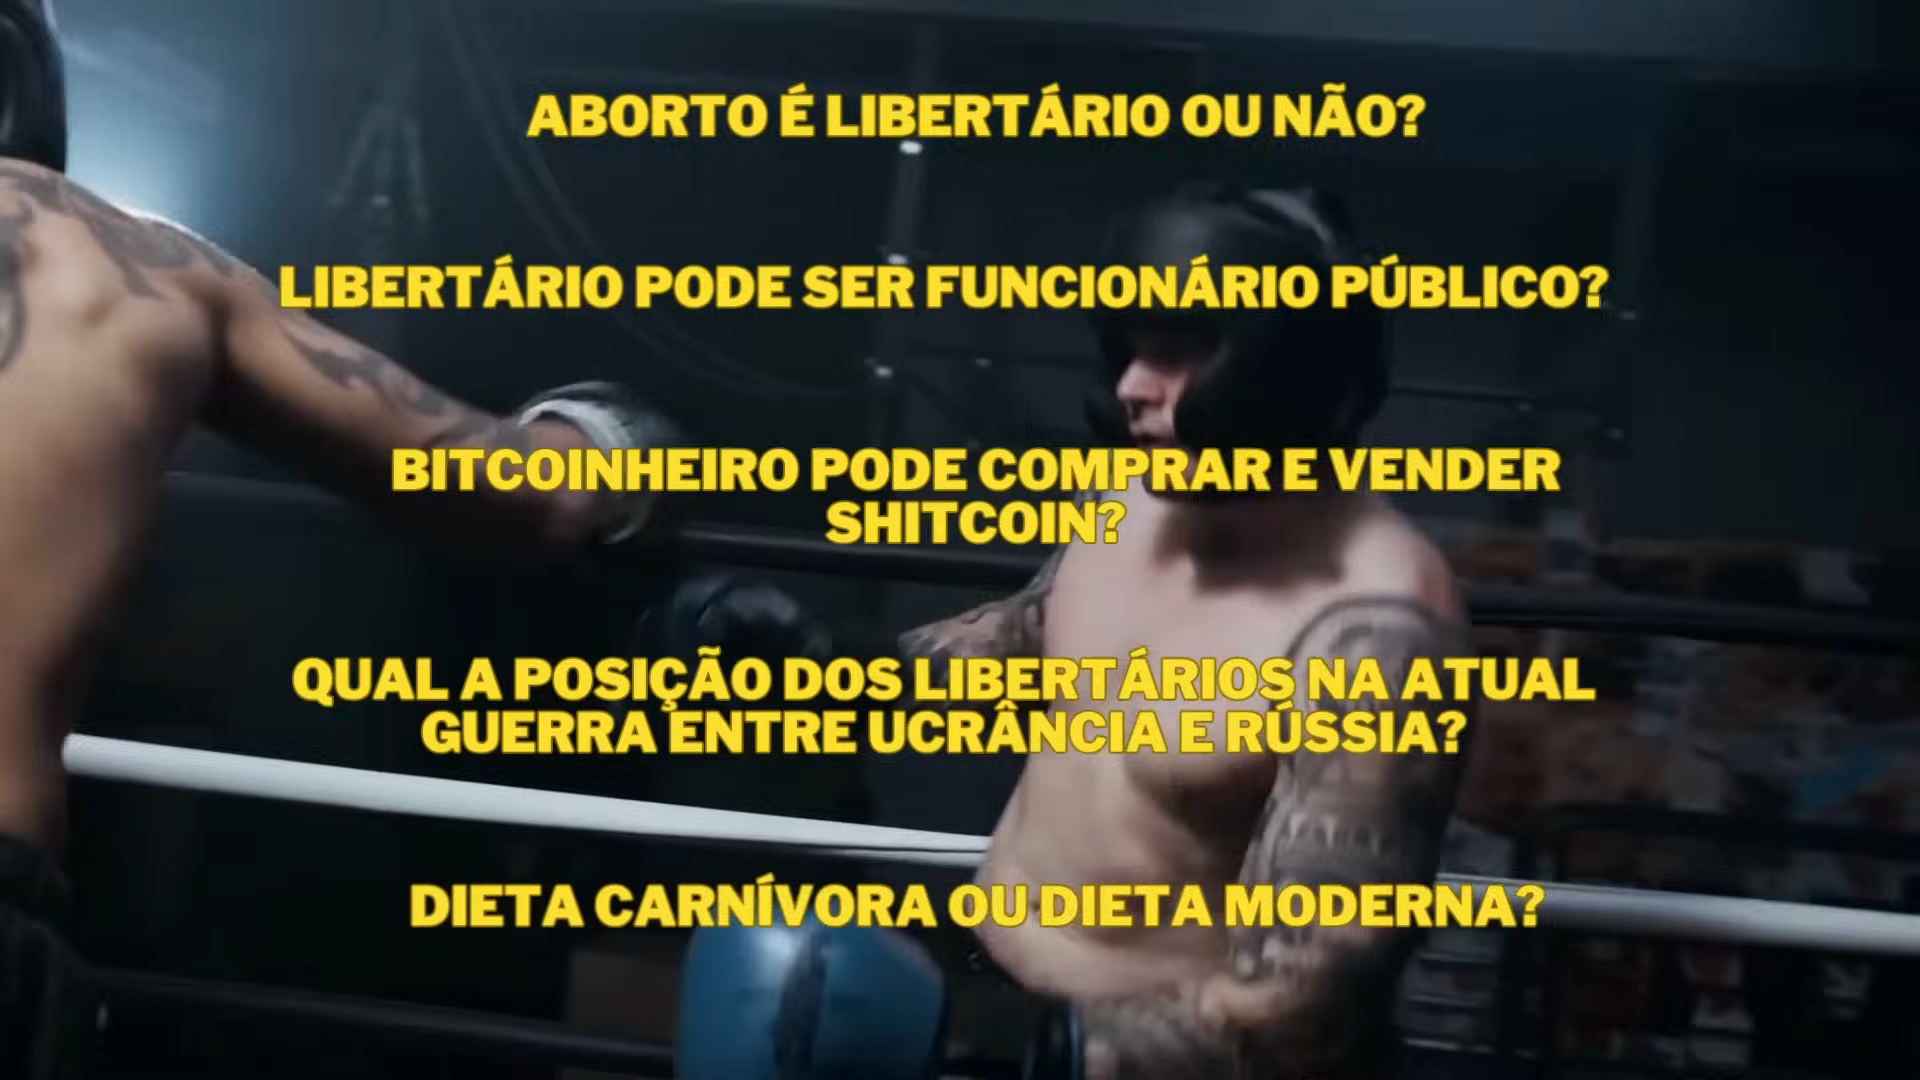 ABORTO É LIBERTÁRIO OU NÃO?
LIBERTÁRIO PODE SER FUNCIONÁRIO PÚBLICO?
BITCOINHEIRO PODE COMPRAR E VENDER
SHITCOIN?
QUAL A POSIÇÃO DOS LIBERTÁRIOS NA ATUAL
GUERRA ENTRE UCRÂNCIA E RÚSSIA?
DIETA CARNÍVORA OU DIETA MODERNA?